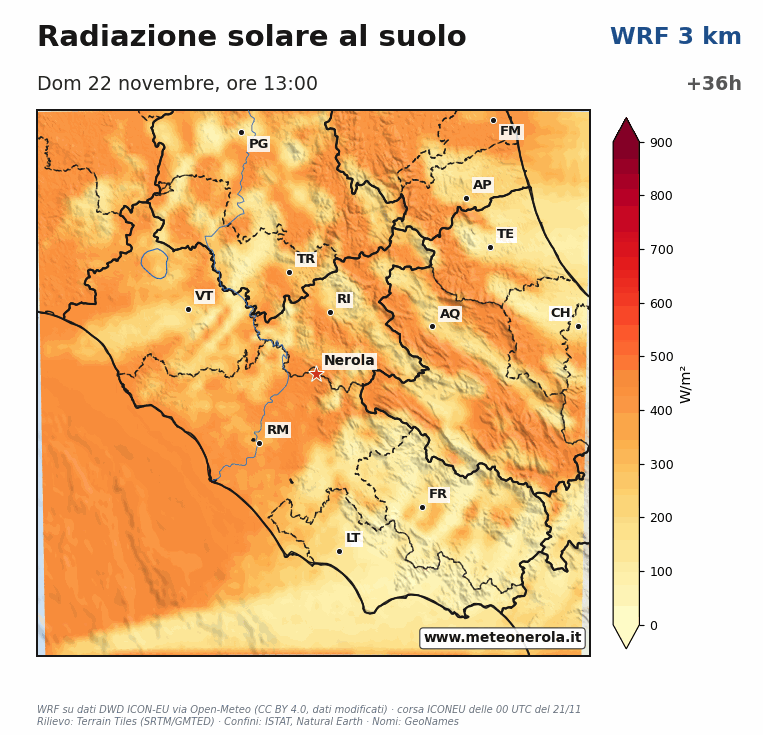 Radiazione solare al suolo
WRF 3 km
Dom 22 novembre, ore 13:00
+36h
FM
PG
AP
TE
TR
RI
VT
AQ
CH
Nerola
RM
FR
LT
www.meteonerola.it
900
800
700
600
500
400
300
200
100
0
W/m²
WRF su dati DWD ICON-EU via Open-Meteo (CC BY 4.0, dati modificati) · corsa ICONEU delle 00 UTC del 21/11
Rilievo: Terrain Tiles (SRTM/GMTED) · Confini: ISTAT, Natural Earth · Nomi: GeoNames